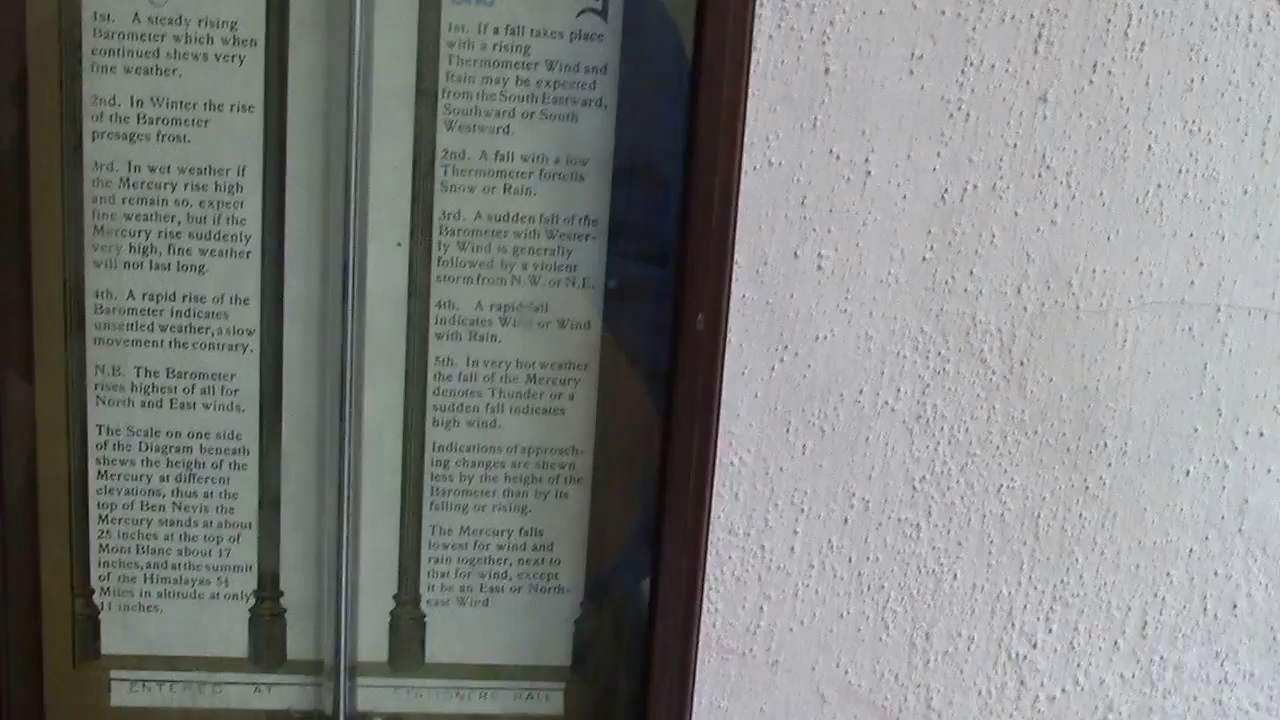 1st. A steady rising
Barometer which when
continued shews very
fine weather.
2nd. In Winter the rise
of the Barometer
presages frost.
3rd. In wet weather if
the Mercury rise high
and remain so, expect
fine weather, but if the
Mercury rise suddenly
very high, fine weather
will not last long.
4th. A rapid rise of the
Barometer indicates
unsettled weather, a slow
movement the contrary.
N.B. The Barometer
rises highest of all for
North and East winds.
The Scale on one side
of the Diagram beneath
shews the height of the
Mercury at different
elevations, thus at the
top of Ben Nevis the
Mercury stands at about
25 inches at the top of
Mont Blanc about 17
inches, and at the summit
of the Himalayas 5½
Miles in altitude at only
11 inches.
1st. If a fall takes place
with a rising
Thermometer Wind and
Rain may be expected
from the South Eastward,
Southward or South
Westward.
2nd. A fall with a low
Thermometer fortells
Snow or Rain.
3rd. A sudden fall of the
Barometer with Wester-
ly Wind is generally
followed by a violent
storm from N.W. or N.E.
4th. A rapid fall
indicates Wind or Wind
with Rain.
5th. In very hot weather
the fall of the Mercury
denotes Thunder or a
sudden fall indicates
high wind.
Indications of approach-
ing changes are shewn
less by the height of the
Barometer than by its
falling or rising.
The Mercury falls
lowest for wind and
rain together, next to
that for wind, except
it be an East or North-
east Wind
ENTERED AT STATIONERS HALL